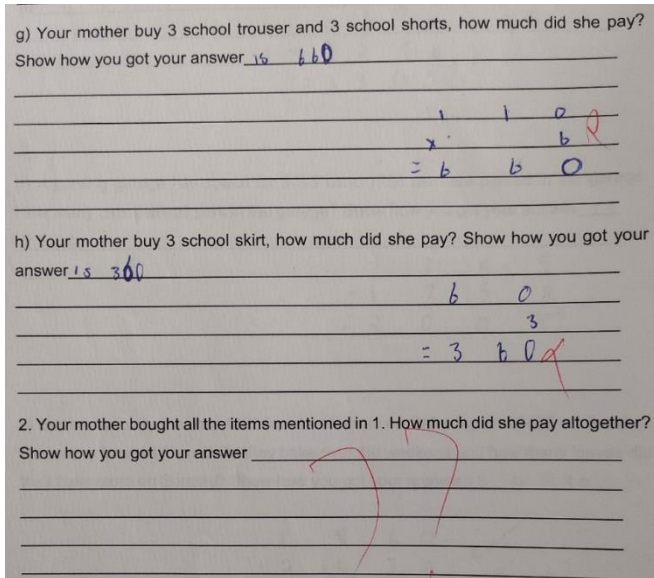 g) Your mother buy 3 school trouser and 3 school shorts, how much did she pay?
Show how you got your answer is 660
1 1 0
x 6
= 6 6 0
h) Your mother buy 3 school skirt, how much did she pay? Show how you got your
answer is 360
6 0
3
= 3 6 0
2. Your mother bought all the items mentioned in 1. How much did she pay altogether?
Show how you got your answer
? ?